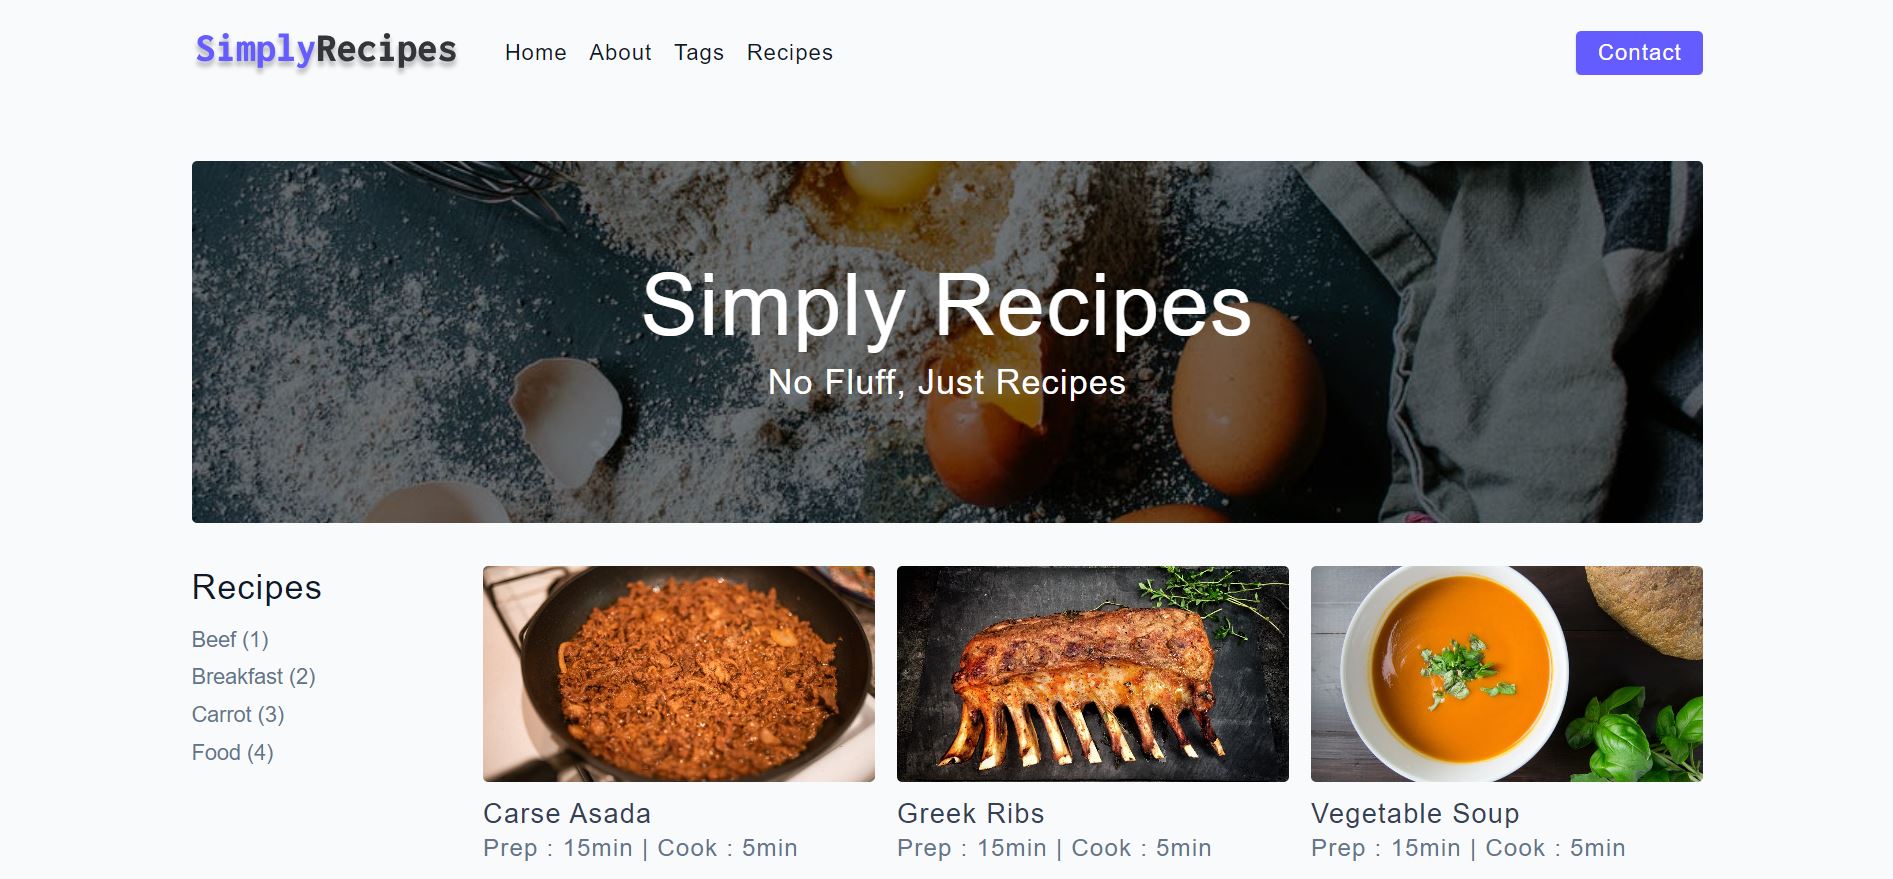 SimplyRecipes
Home About Tags Recipes
Contact
Simply Recipes
No Fluff, Just Recipes
Recipes
Beef (1)
Breakfast (2)
Carrot (3)
Food (4)
Carse Asada
Prep : 15min | Cook : 5min
Greek Ribs
Prep : 15min | Cook : 5min
Vegetable Soup
Prep : 15min | Cook : 5min